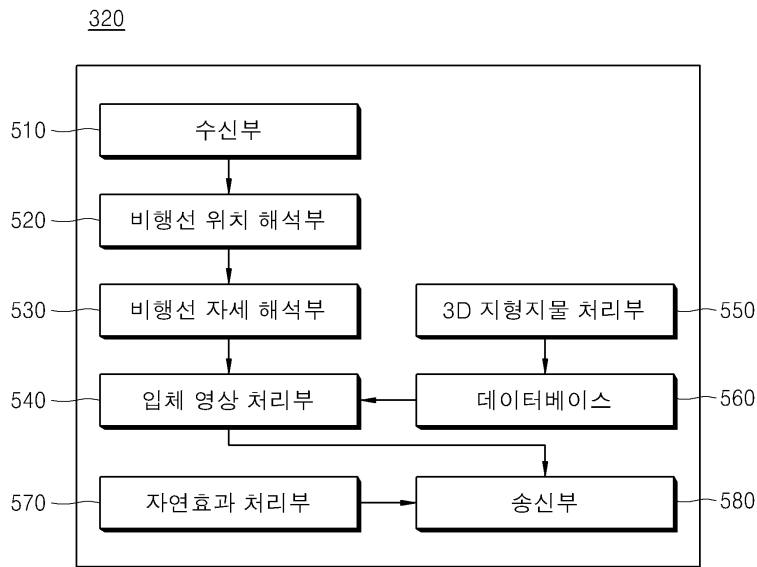 320
510
수신부
520
비행선 위치 해석부
530
비행선 자세 해석부
3D 지형지물 처리부
550
540
입체 영상 처리부
데이터베이스
560
570
자연효과 처리부
송신부
580